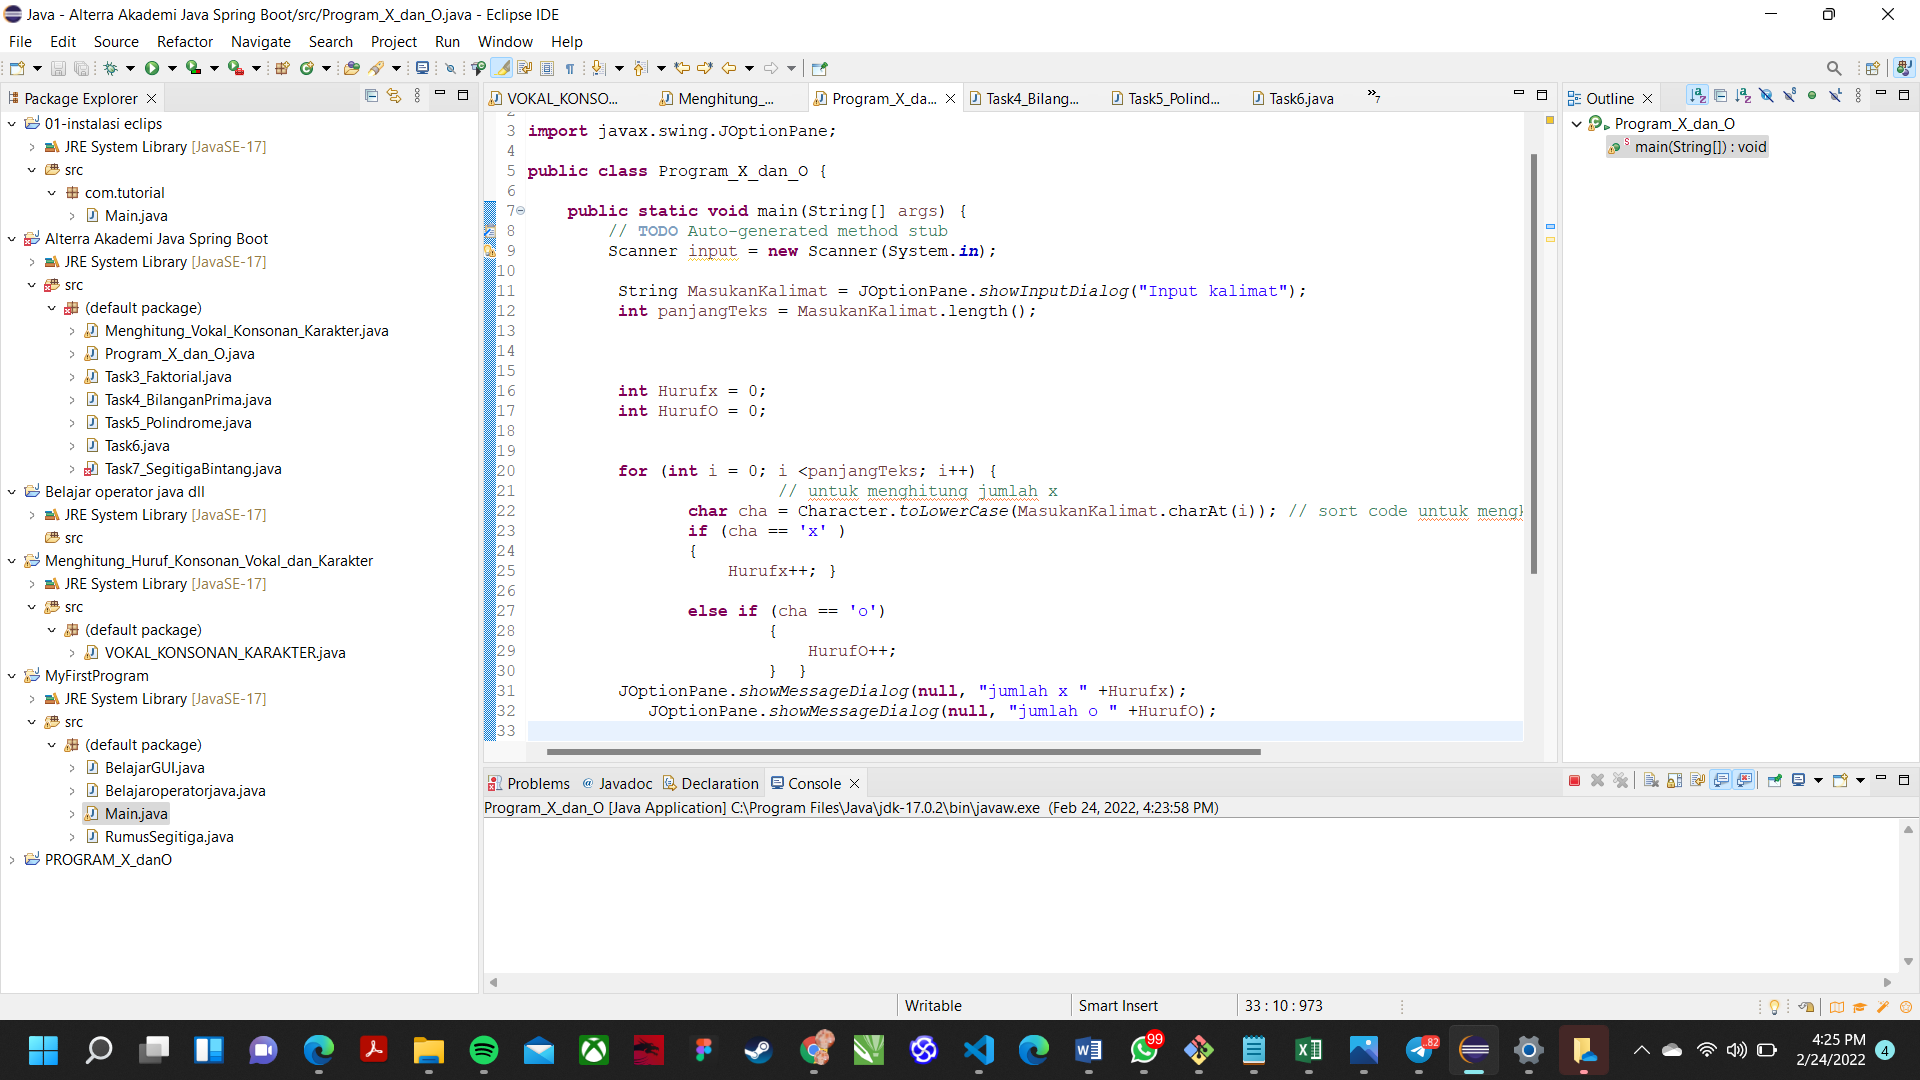 Java - Alterra Akademi Java Spring Boot/src/Program_X_dan_O.java - Eclipse IDE
File Edit Source Refactor Navigate Search Project Run Window Help
Package Explorer
01-instalasi eclips
JRE System Library [JavaSE-17]
src
com.tutorial
Main.java
Alterra Akademi Java Spring Boot
JRE System Library [JavaSE-17]
src
(default package)
Menghitung_Vokal_Konsonan_Karakter.java
Program_X_dan_O.java
Task3_Faktorial.java
Task4_BilanganPrima.java
Task5_Polindrome.java
Task6.java
Task7_SegitigaBintang.java
Belajar operator java dll
JRE System Library [JavaSE-17]
src
Menghitung_Huruf_Konsonan_Vokal_dan_Karakter
JRE System Library [JavaSE-17]
src
(default package)
VOKAL_KONSONAN_KARAKTER.java
MyFirstProgram
JRE System Library [JavaSE-17]
src
(default package)
BelajarGUI.java
Belajaroperatorjava.java
Main.java
RumusSegitiga.java
PROGRAM_X_danO
VOKAL_KONSO... Menghitung_... Program_X_da... Task4_Bilang... Task5_Polind... Task6.java »7
2
3 import javax.swing.JOptionPane;
4
5 public class Program_X_dan_O {
6
7 public static void main(String[] args) {
8 // TODO Auto-generated method stub
9 Scanner input = new Scanner(System.in);
10
11 String MasukanKalimat = JOptionPane.showInputDialog("Input kalimat");
12 int panjangTeks = MasukanKalimat.length();
13
14
15
16 int Hurufx = 0;
17 int HurufO = 0;
18
19
20 for (int i = 0; i <panjangTeks; i++) {
21 // untuk menghitung jumlah x
22 char cha = Character.toLowerCase(MasukanKalimat.charAt(i)); // sort code untuk
23 if (cha == 'x' )
24 {
25 Hurufx++; }
26
27 else if (cha == 'o')
28 {
29 HurufO++;
30 } }
31 JOptionPane.showMessageDialog(null, "jumlah x " +Hurufx);
32 JOptionPane.showMessageDialog(null, "jumlah o " +HurufO);
33
Outline
Program_X_dan_O
main(String[]) : void
Problems Javadoc Declaration Console
Program_X_dan_O [Java Application] C:\Program Files\Java\jdk-17.0.2\bin\javaw.exe (Feb 24, 2022, 4:23:58 PM)
Writable Smart Insert 33 : 10 : 973
99
82
4:25 PM
2/24/2022
4